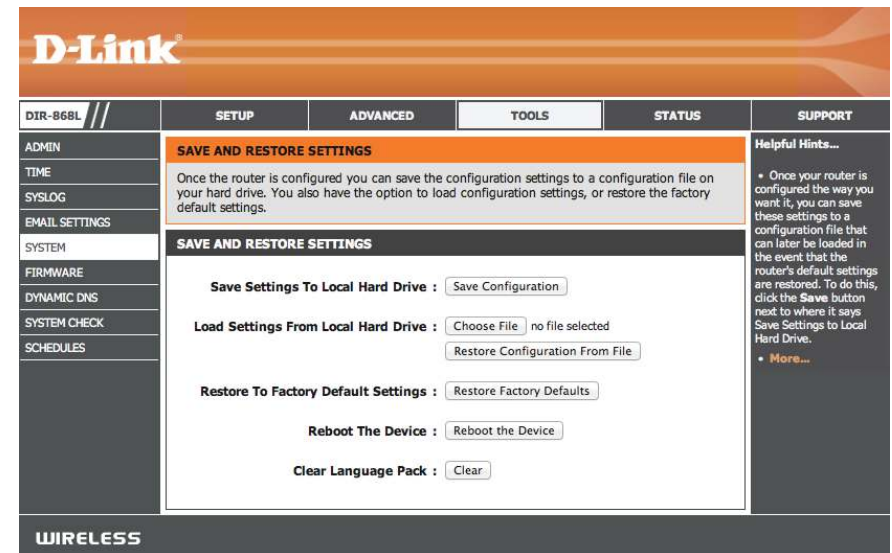 D-Link®
DIR-868L
SETUP
ADVANCED
TOOLS
STATUS
SUPPORT
ADMIN
TIME
SYSLOG
EMAIL SETTINGS
SYSTEM
FIRMWARE
DYNAMIC DNS
SYSTEM CHECK
SCHEDULES
SAVE AND RESTORE SETTINGS
Once the router is configured you can save the configuration settings to a configuration file on
your hard drive. You also have the option to load configuration settings, or restore the factory
default settings.
SAVE AND RESTORE SETTINGS
Save Settings To Local Hard Drive : Save Configuration
Load Settings From Local Hard Drive : Choose File no file selected
Restore Configuration From File
Restore To Factory Default Settings : Restore Factory Defaults
Reboot The Device : Reboot the Device
Clear Language Pack : Clear
Helpful Hints...
• Once your router is
configured the way you
want it, you can save
these settings to a
configuration file that
can later be loaded in
the event that the
router's default settings
are restored. To do this,
click the Save button
next to where it says
Save Settings to Local
Hard Drive.
• More...
WIRELESS